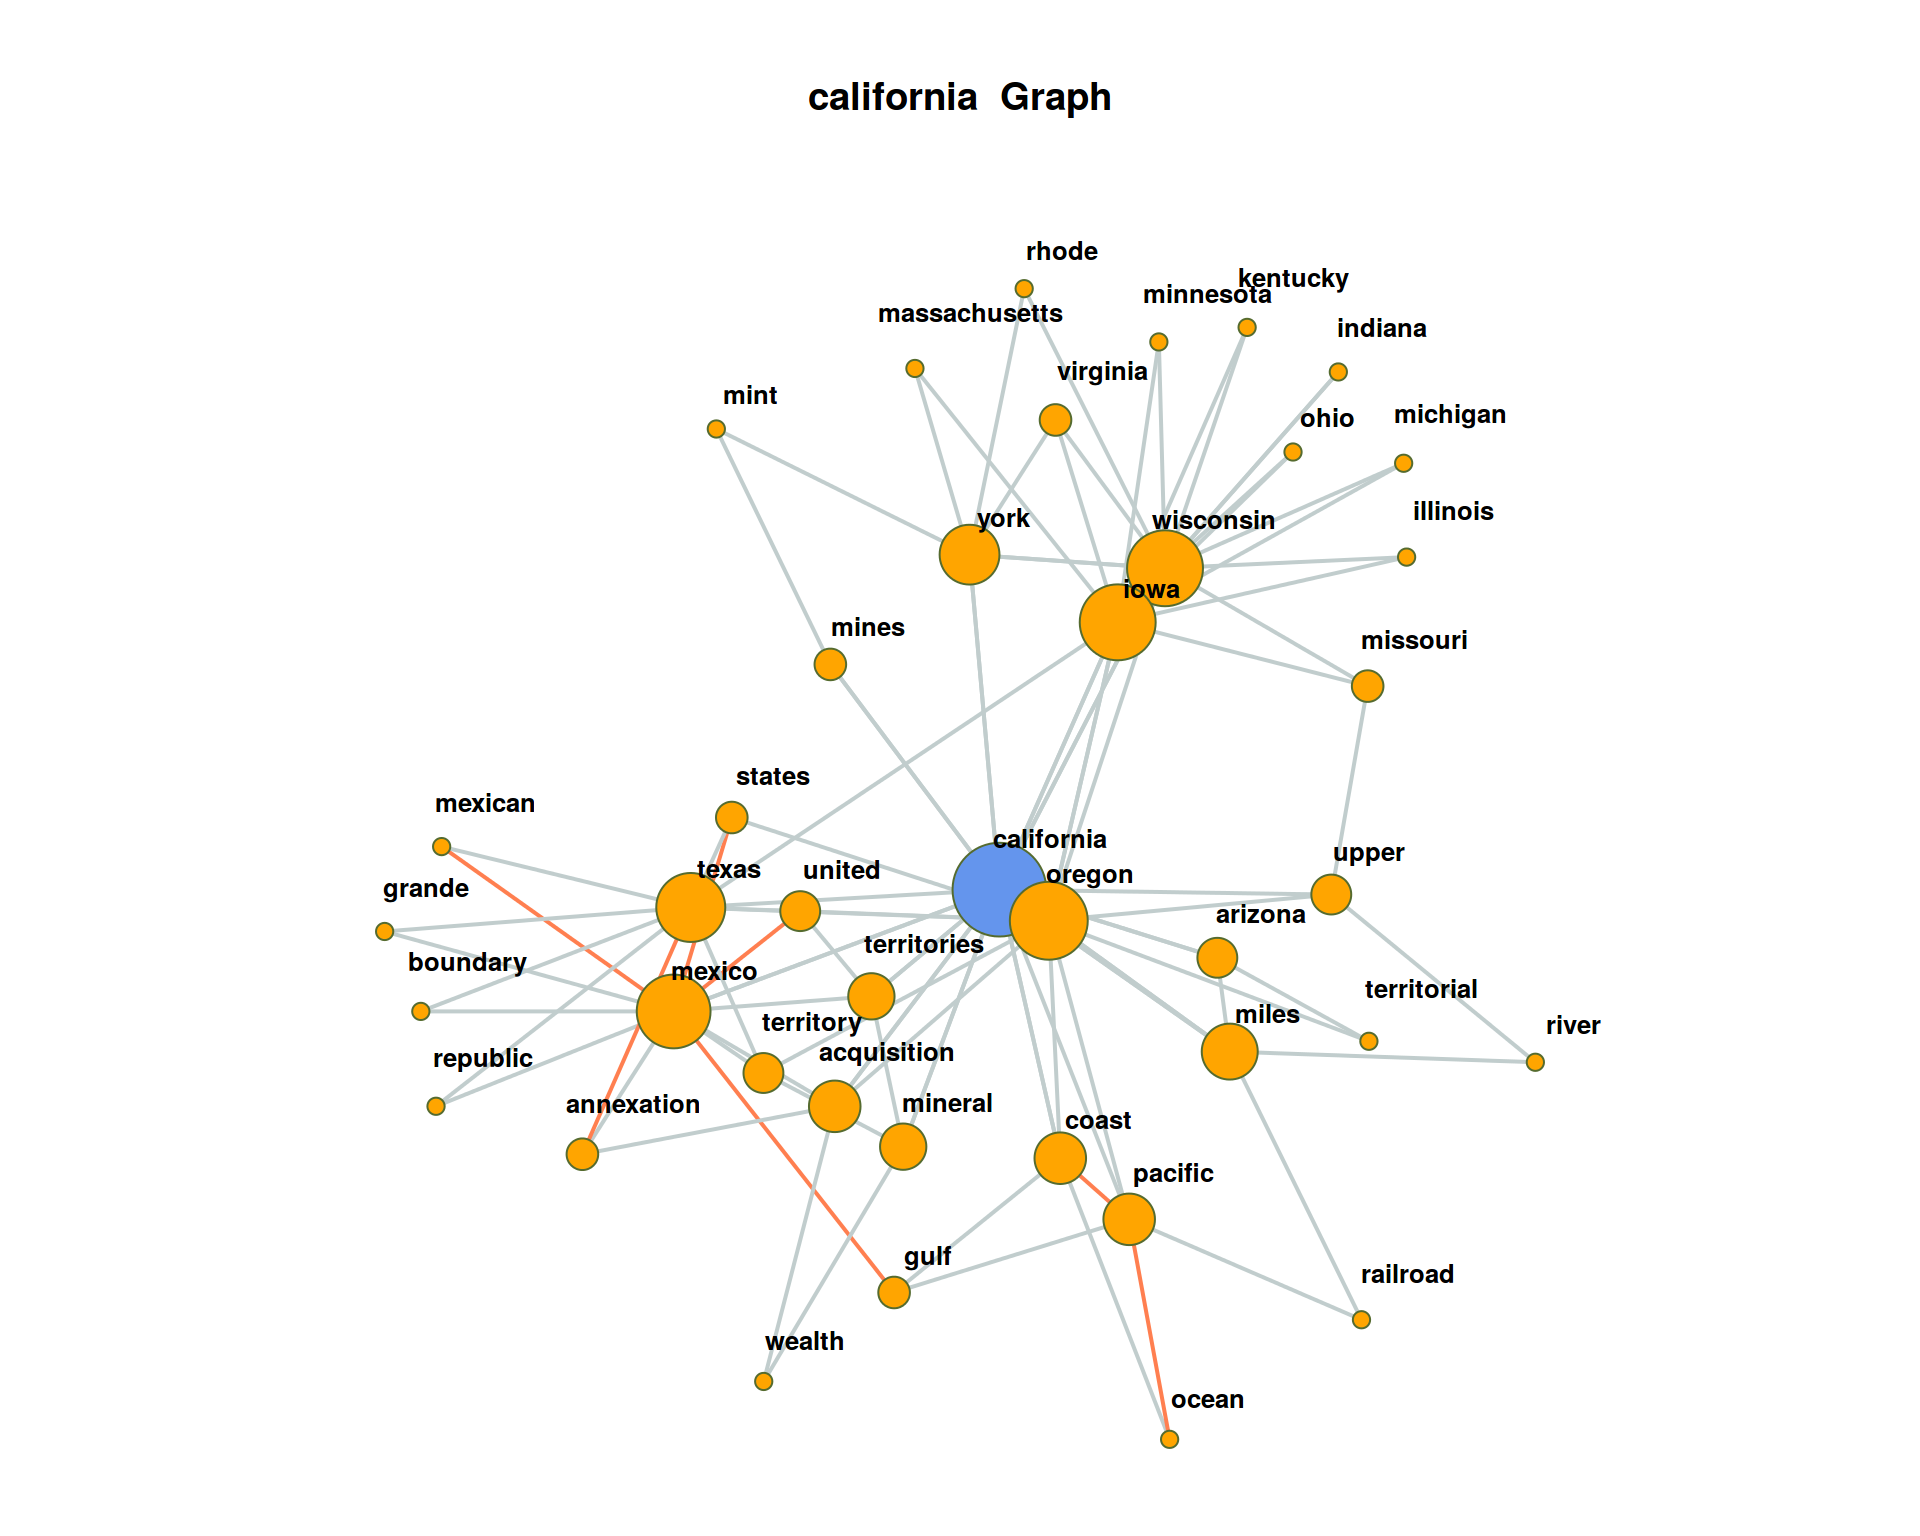 california  Graph
rhode
kentucky
minnesota
massachusetts
indiana
virginia
mint
michigan
ohio
illinois
york
wisconsin
iowa
mines
missouri
states
mexican
california
upper
texas
united
oregon
grande
arizona
territories
boundary
mexico
territorial
miles
territory
river
acquisition
republic
mineral
annexation
coast
pacific
gulf
railroad
wealth
ocean